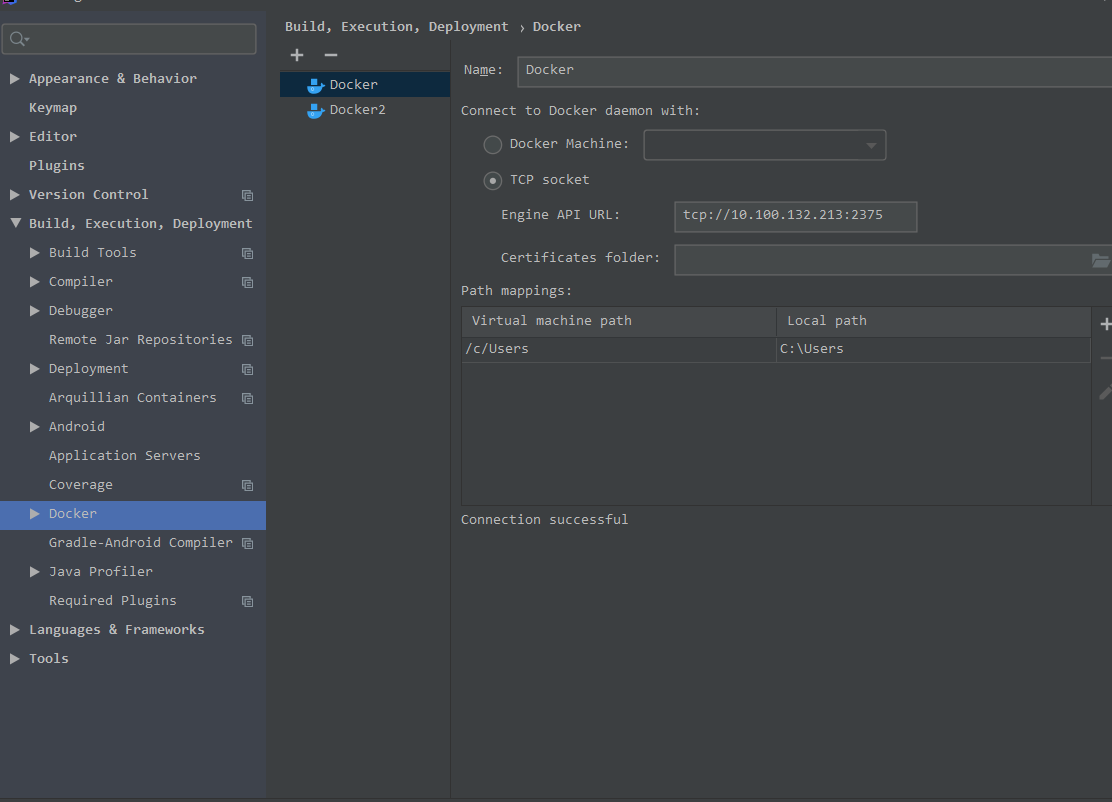 Build, Execution, Deployment › Docker
Appearance & Behavior
Keymap
Editor
Plugins
Version Control
Build, Execution, Deployment
Build Tools
Compiler
Debugger
Remote Jar Repositories
Deployment
Arquillian Containers
Android
Application Servers
Coverage
Docker
Gradle-Android Compiler
Java Profiler
Required Plugins
Languages & Frameworks
Tools
Docker
Docker2
Name: Docker
Connect to Docker daemon with:
Docker Machine:
TCP socket
Engine API URL: tcp://10.100.132.213:2375
Certificates folder:
Path mappings:
Virtual machine path Local path
/c/Users C:\Users
Connection successful